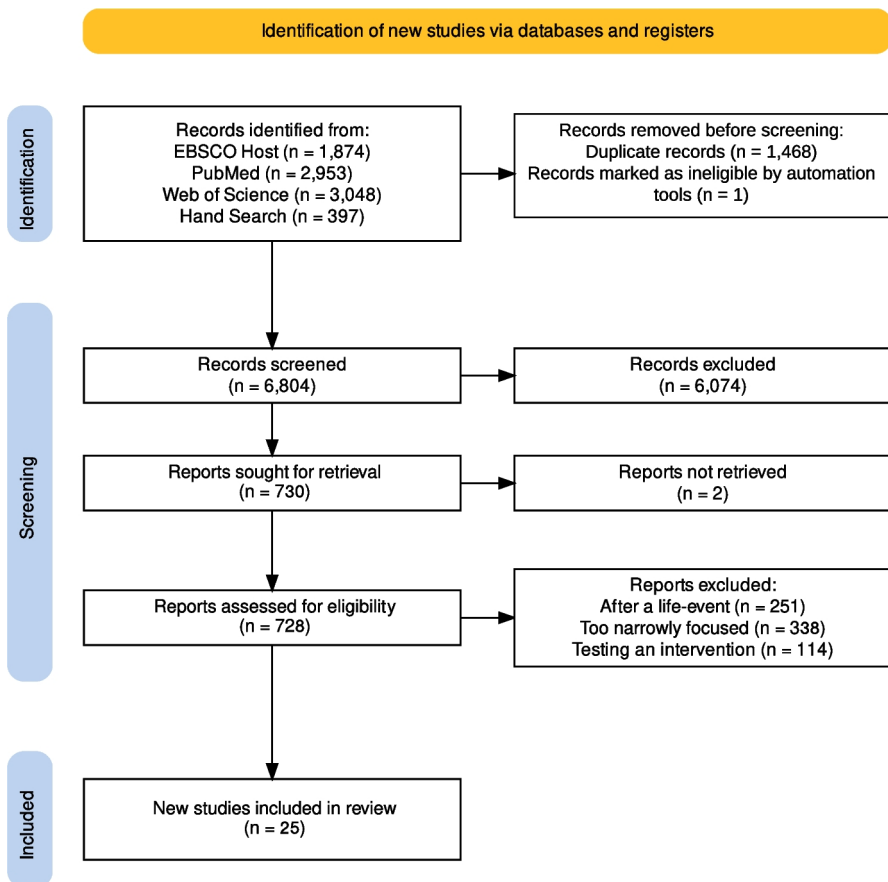 Identification of new studies via databases and registers
Identification
Records identified from:
EBSCO Host (n = 1,874)
PubMed (n = 2,953)
Web of Science (n = 3,048)
Hand Search (n = 397)
Records removed before screening:
Duplicate records (n = 1,468)
Records marked as ineligible by automation
tools (n = 1)
Screening
Records screened
(n = 6,804)
Records excluded
(n = 6,074)
Reports sought for retrieval
(n = 730)
Reports not retrieved
(n = 2)
Reports assessed for eligibility
(n = 728)
Reports excluded:
After a life-event (n = 251)
Too narrowly focused (n = 338)
Testing an intervention (n = 114)
Included
New studies included in review
(n = 25)